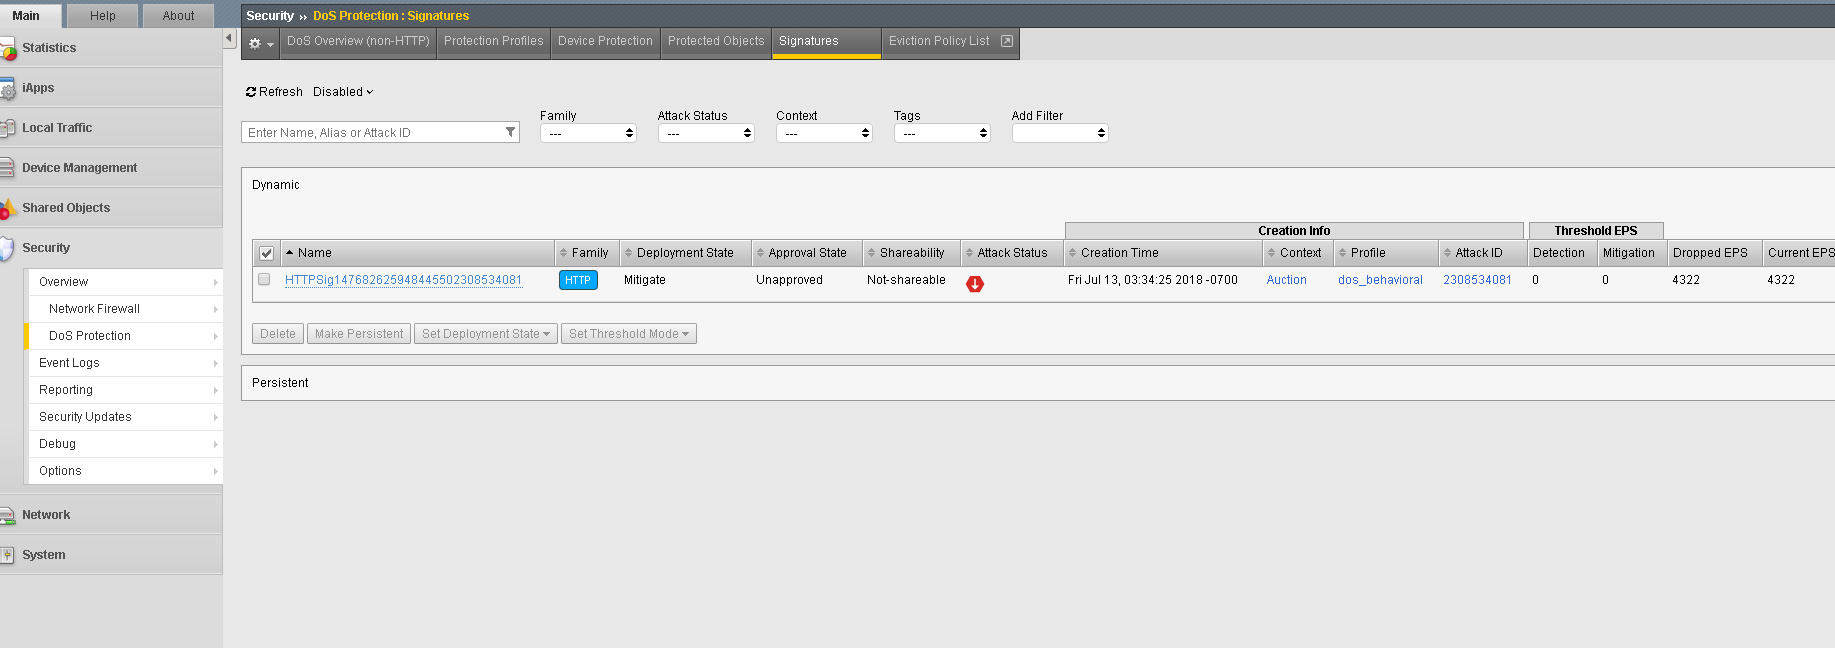 Main Help About
Security ›› DoS Protection : Signatures
DoS Overview (non-HTTP) Protection Profiles Device Protection Protected Objects Signatures Eviction Policy List
Statistics
iApps
Local Traffic
Device Management
Shared Objects
Security
Overview
Network Firewall
DoS Protection
Event Logs
Reporting
Security Updates
Debug
Options
Network
System
Refresh Disabled
Family Attack Status Context Tags Add Filter
Enter Name, Alias or Attack ID --- --- --- ---
Dynamic
Creation Info Threshold EPS
Name Family Deployment State Approval State Shareability Attack Status Creation Time Context Profile Attack ID Detection Mitigation Dropped EPS Current EPS
HTTPSig147682625948445502308534081 HTTP Mitigate Unapproved Not-shareable Fri Jul 13, 03:34:25 2018 -0700 Auction dos_behavioral 2308534081 0 0 4322 4322
Delete Make Persistent Set Deployment State Set Threshold Mode
Persistent